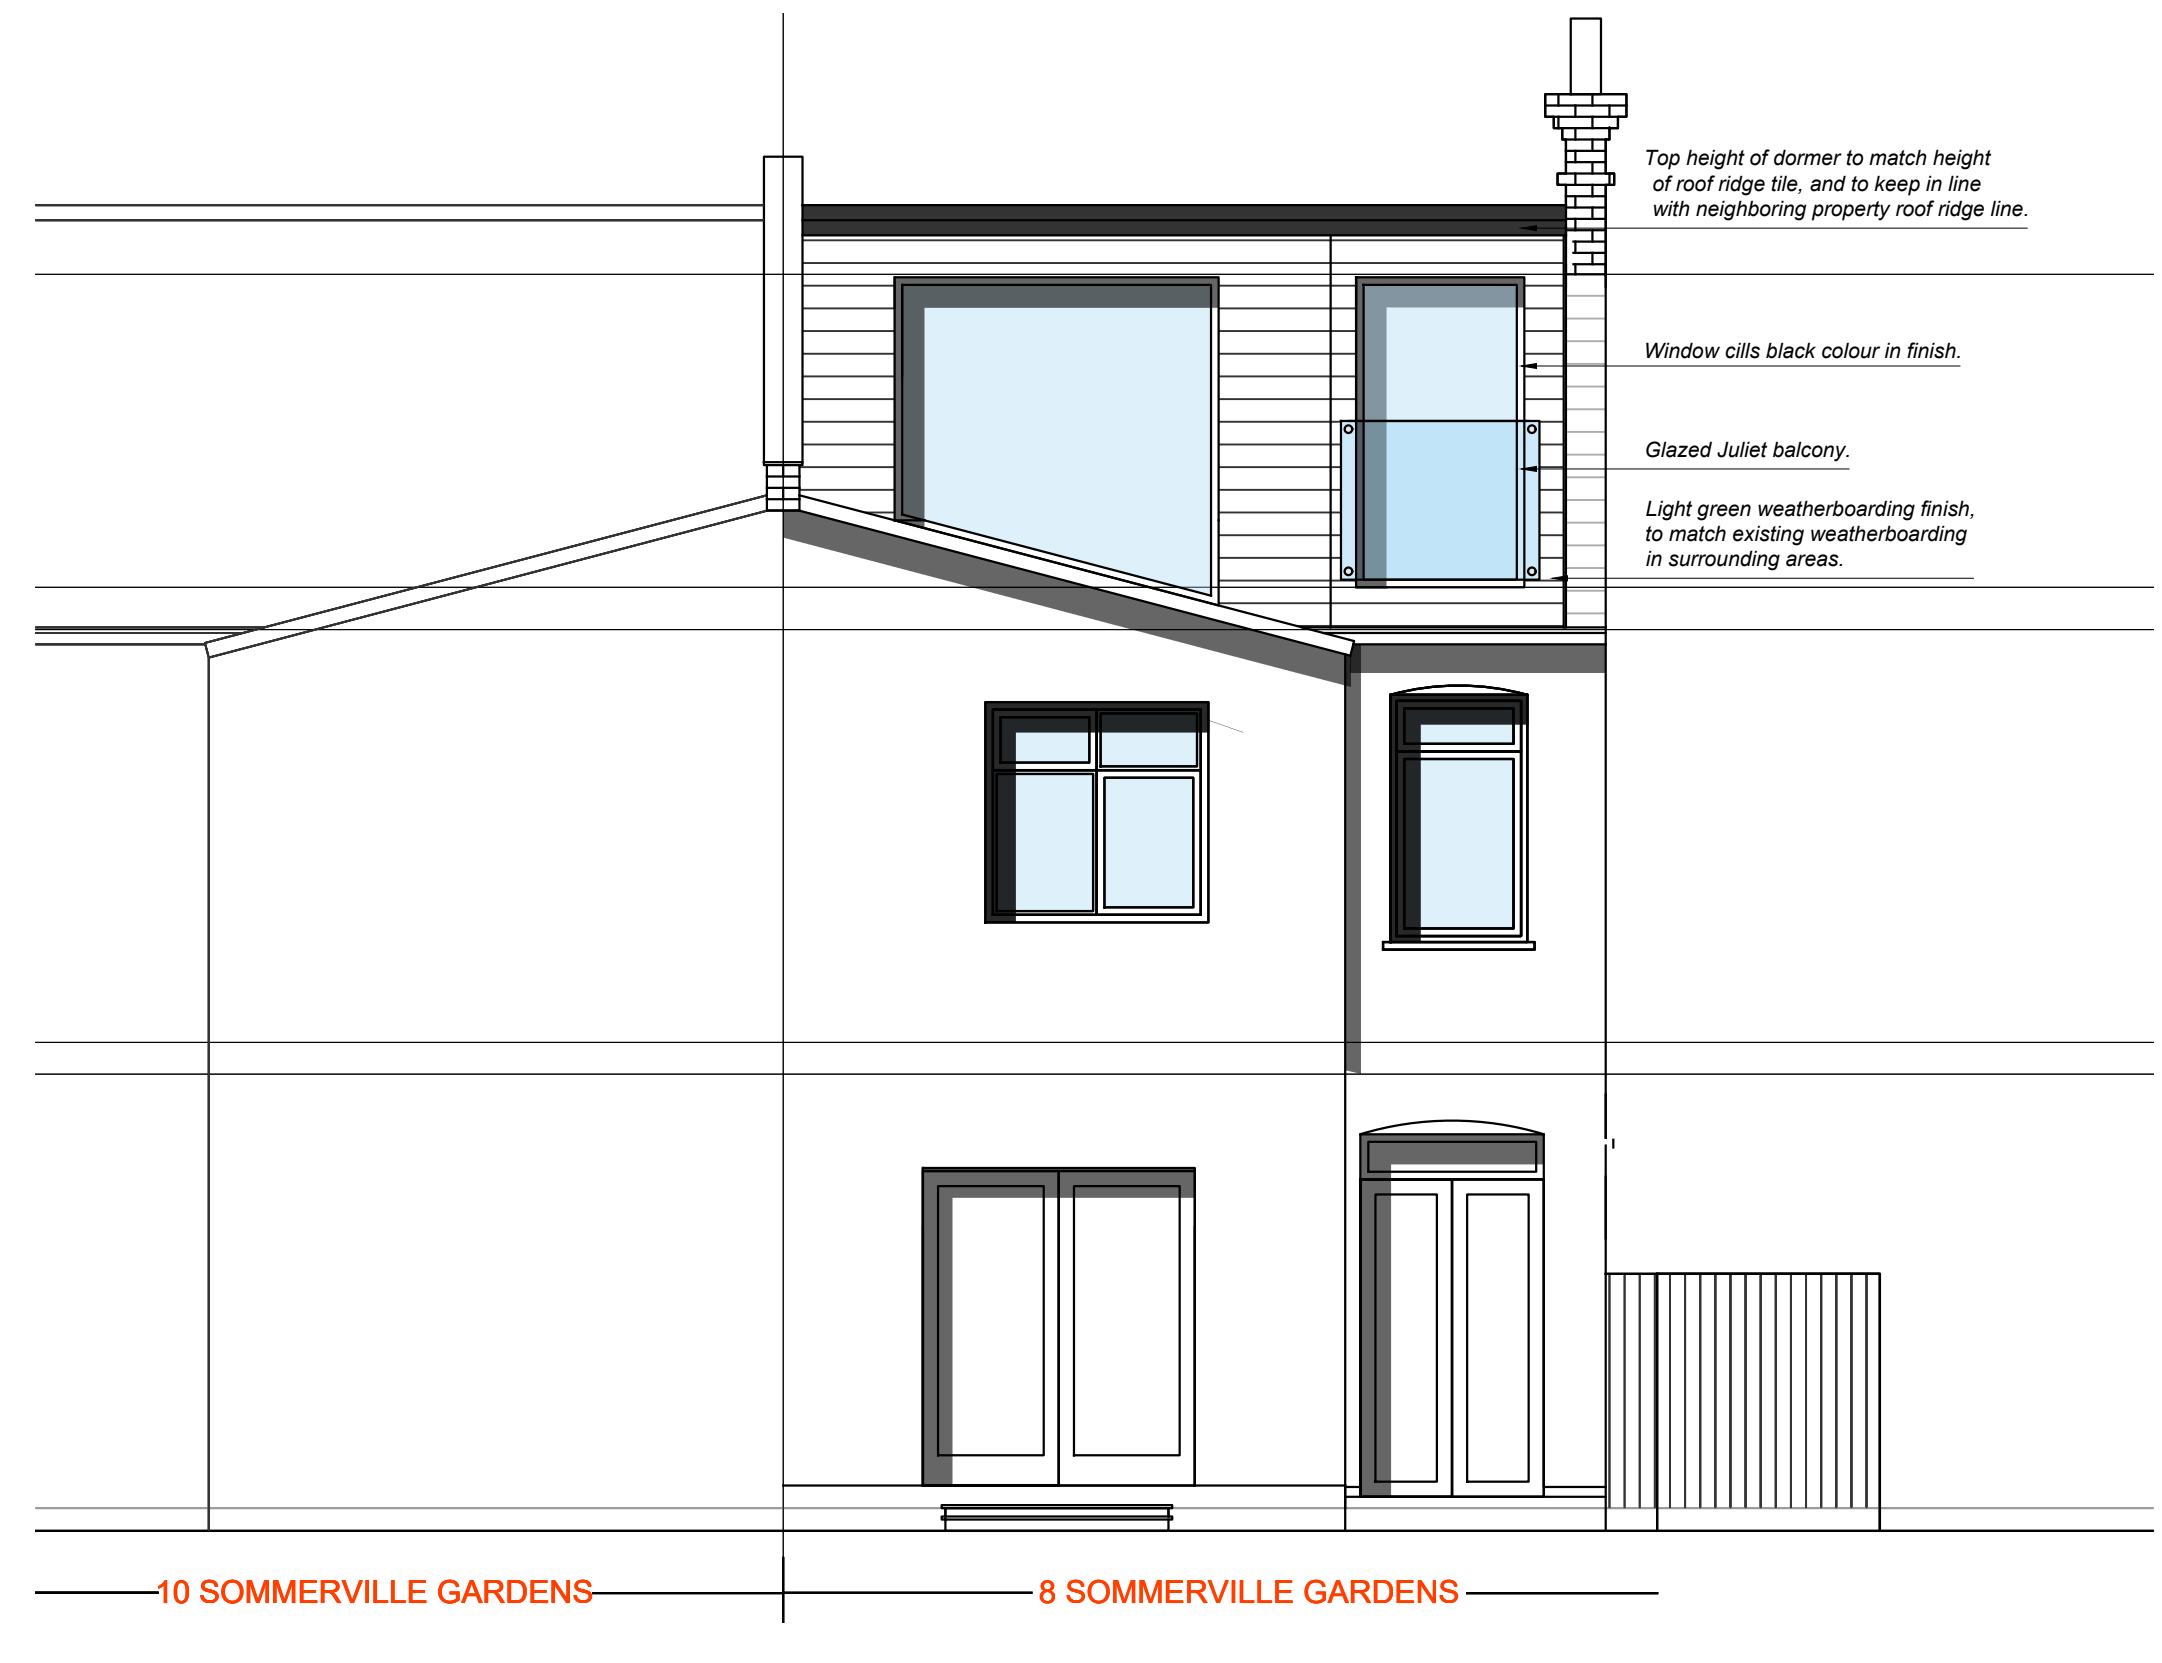 Top height of dormer to match height
of roof ridge tile, and to keep in line
with neighboring property roof ridge line.
Window cills black colour in finish.
Glazed Juliet balcony.
Light green weatherboarding finish,
to match existing weatherboarding
in surrounding areas.
10 SOMMERVILLE GARDENS
8 SOMMERVILLE GARDENS